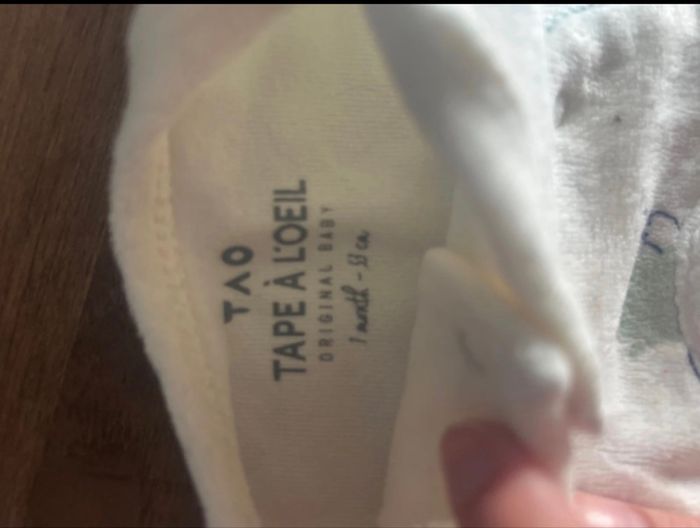 TAO
TAPE À L'OEIL
ORIGINAL BABY
1 month - 53 cm